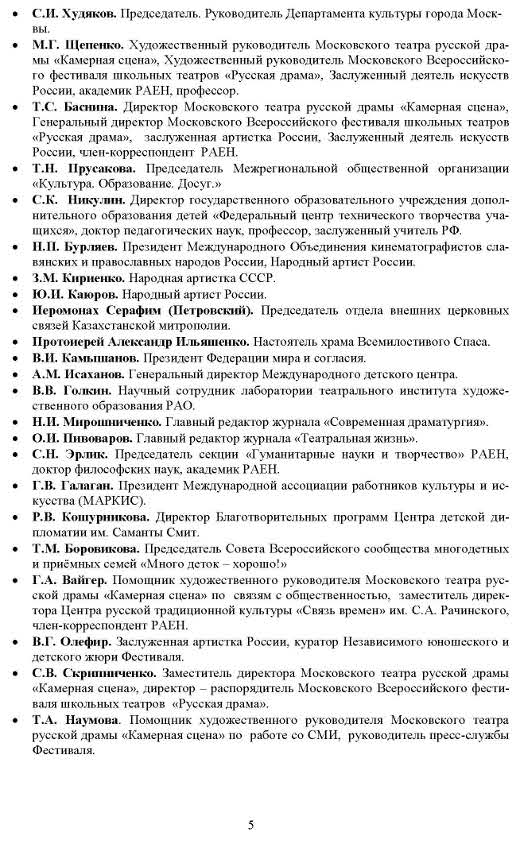 • С.И. Худяков. Председатель. Руководитель Департамента культуры города Моск-
вы.
• М.Г. Щепенко. Художественный руководитель Московского театра русской дра-
мы «Камерная сцена», Художественный руководитель Московского Всероссийско-
го фестиваля школьных театров «Русская драма», Заслуженный деятель искусств
России, академик РАЕН, профессор.
• Т.С. Баснина. Директор Московского театра русской драмы «Камерная сцена»,
Генеральный директор Московского Всероссийского фестиваля школьных театров
«Русская драма», заслуженная артистка России, Заслуженный деятель искусств
России, член-корреспондент РАЕН.
• Т.Н. Прусакова. Председатель Межрегиональной общественной организации
«Культура. Образование. Досуг.»
• С.К. Никулин. Директор государственного образовательного учреждения допол-
нительного образования детей «Федеральный центр технического творчества уча-
щихся», доктор педагогических наук, профессор, заслуженный учитель РФ.
• Н.П. Бурляев. Президент Международного Объединения кинематографистов сла-
вянских и православных народов России, Народный артист России.
• З.М. Кириенко. Народная артистка СССР.
• Ю.И. Каюров. Народный артист России.
• Иеромонах Серафим (Петровский). Председатель отдела внешних церковных
связей Казахстанской митрополии.
• Протоиерей Александр Ильяшенко. Настоятель храма Всемилостивого Спаса.
• В.И. Камышанов. Президент Федерации мира и согласия.
• А.М. Исаханов. Генеральный директор Международного детского центра.
• В.В. Голкин. Научный сотрудник лаборатории театрального института художе-
ственного образования РАО.
• Н.И. Мирошниченко. Главный редактор журнала «Современная драматургия».
• О.И. Пивоваров. Главный редактор журнала «Театральная жизнь».
• С.Н. Эрлик. Председатель секции «Гуманитарные науки и творчество» РАЕН,
доктор философских наук, академик РАЕН.
• Г.В. Галаган. Президент Международной ассоциации работников культуры и ис-
кусства (МАРКИС).
• Р.В. Кошурникова. Директор Благотворительных программ Центра детской ди-
пломатии им. Саманты Смит.
• Т.М. Боровикова. Председатель Совета Всероссийского сообщества многодетных
и приёмных семей «Много деток – хорошо!»
• Г.А. Вайгер. Помощник художественного руководителя Московского театра рус-
ской драмы «Камерная сцена» по связям с общественностью, заместитель дирек-
тора Центра русской традиционной культуры «Связь времен» им. С.А. Рачинского,
член-корреспондент РАЕН.
• В.Г. Олефир. Заслуженная артистка России, куратор Независимого юношеского и
детского жюри Фестиваля.
• С.В. Скрипниченко. Заместитель директора Московского театра русской драмы
«Камерная сцена», директор – распорядитель Московского Всероссийского фести-
валя школьных театров «Русская драма».
• Т.А. Наумова. Помощник художественного руководителя Московского театра
русской драмы «Камерная сцена» по работе со СМИ, руководитель пресс-службы
Фестиваля.
5